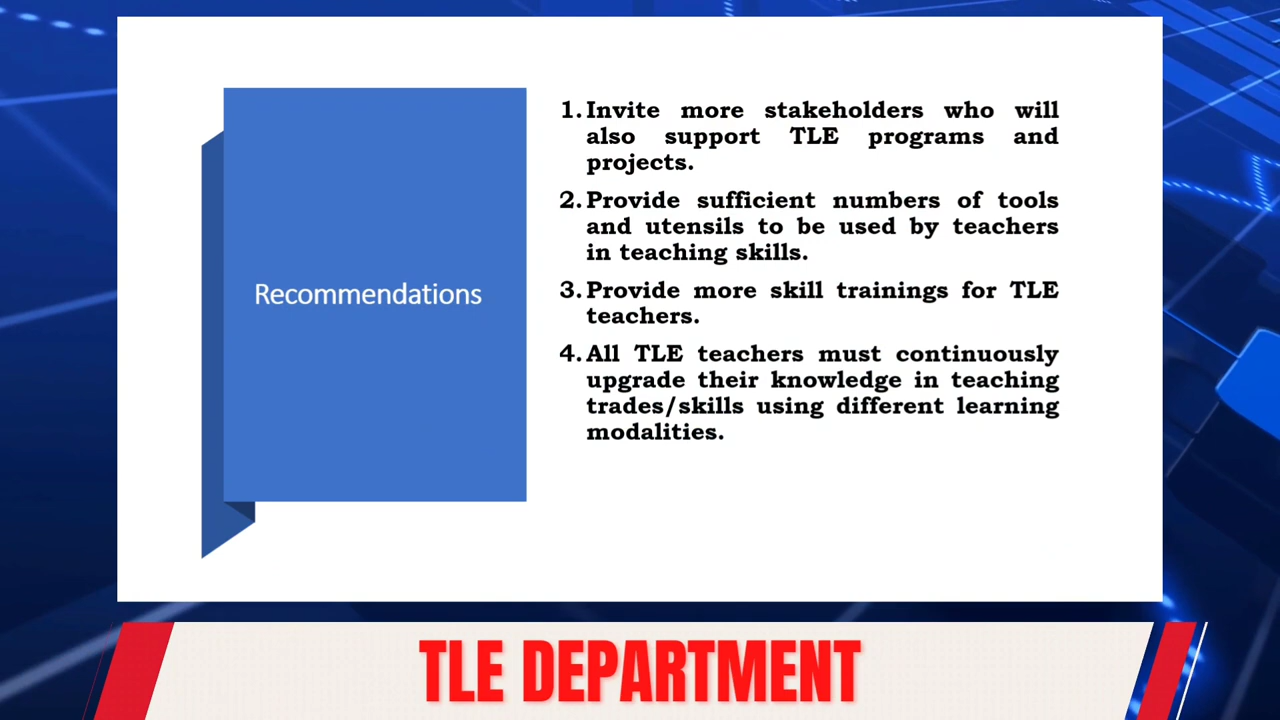 Recommendations
1. Invite more stakeholders who will
also support TLE programs and
projects.
2. Provide sufficient numbers of tools
and utensils to be used by teachers
in teaching skills.
3. Provide more skill trainings for TLE
teachers.
4. All TLE teachers must continuously
upgrade their knowledge in teaching
trades/skills using different learning
modalities.
TLE DEPARTMENT